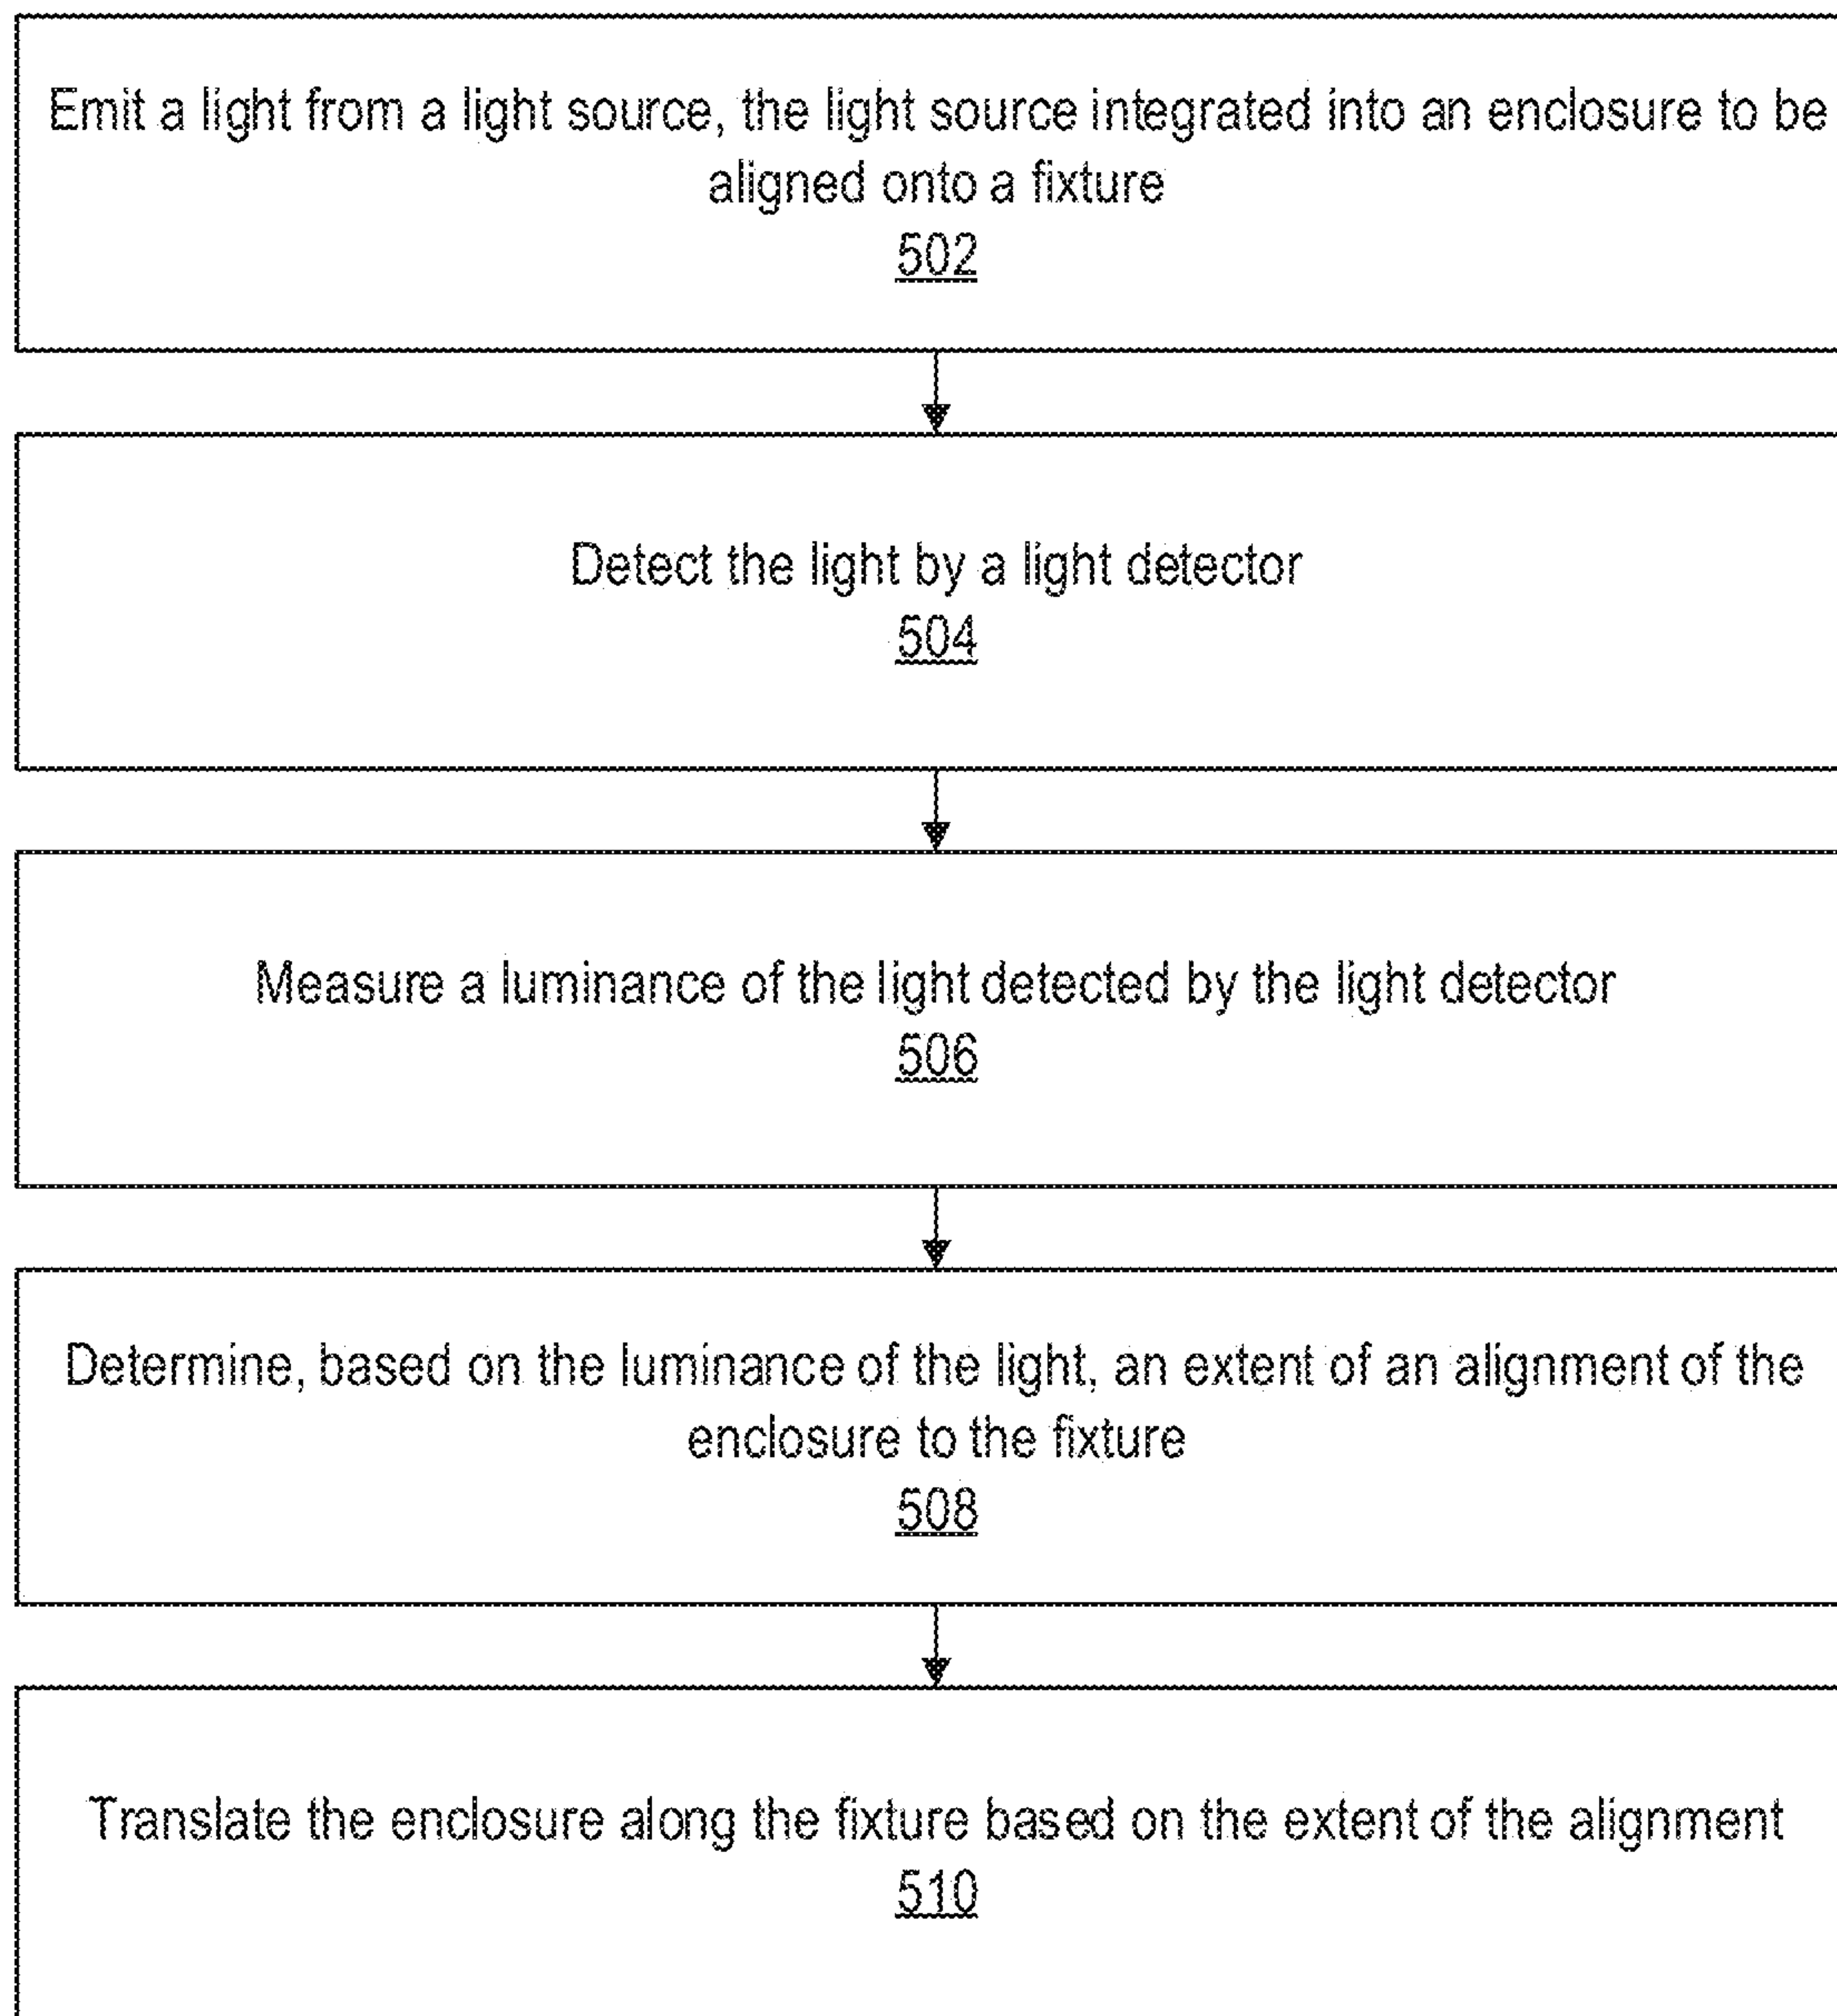 Emit a light from a light source, the light source integrated into an enclosure to be
aligned onto a fixture
502
Detect the light by a light detector
504
Measure a luminance of the light detected by the light detector
506
Determine, based on the luminance of the light, an extent of an alignment of the
enclosure to the fixture
508
Translate the enclosure along the fixture based on the extent of the alignment
510